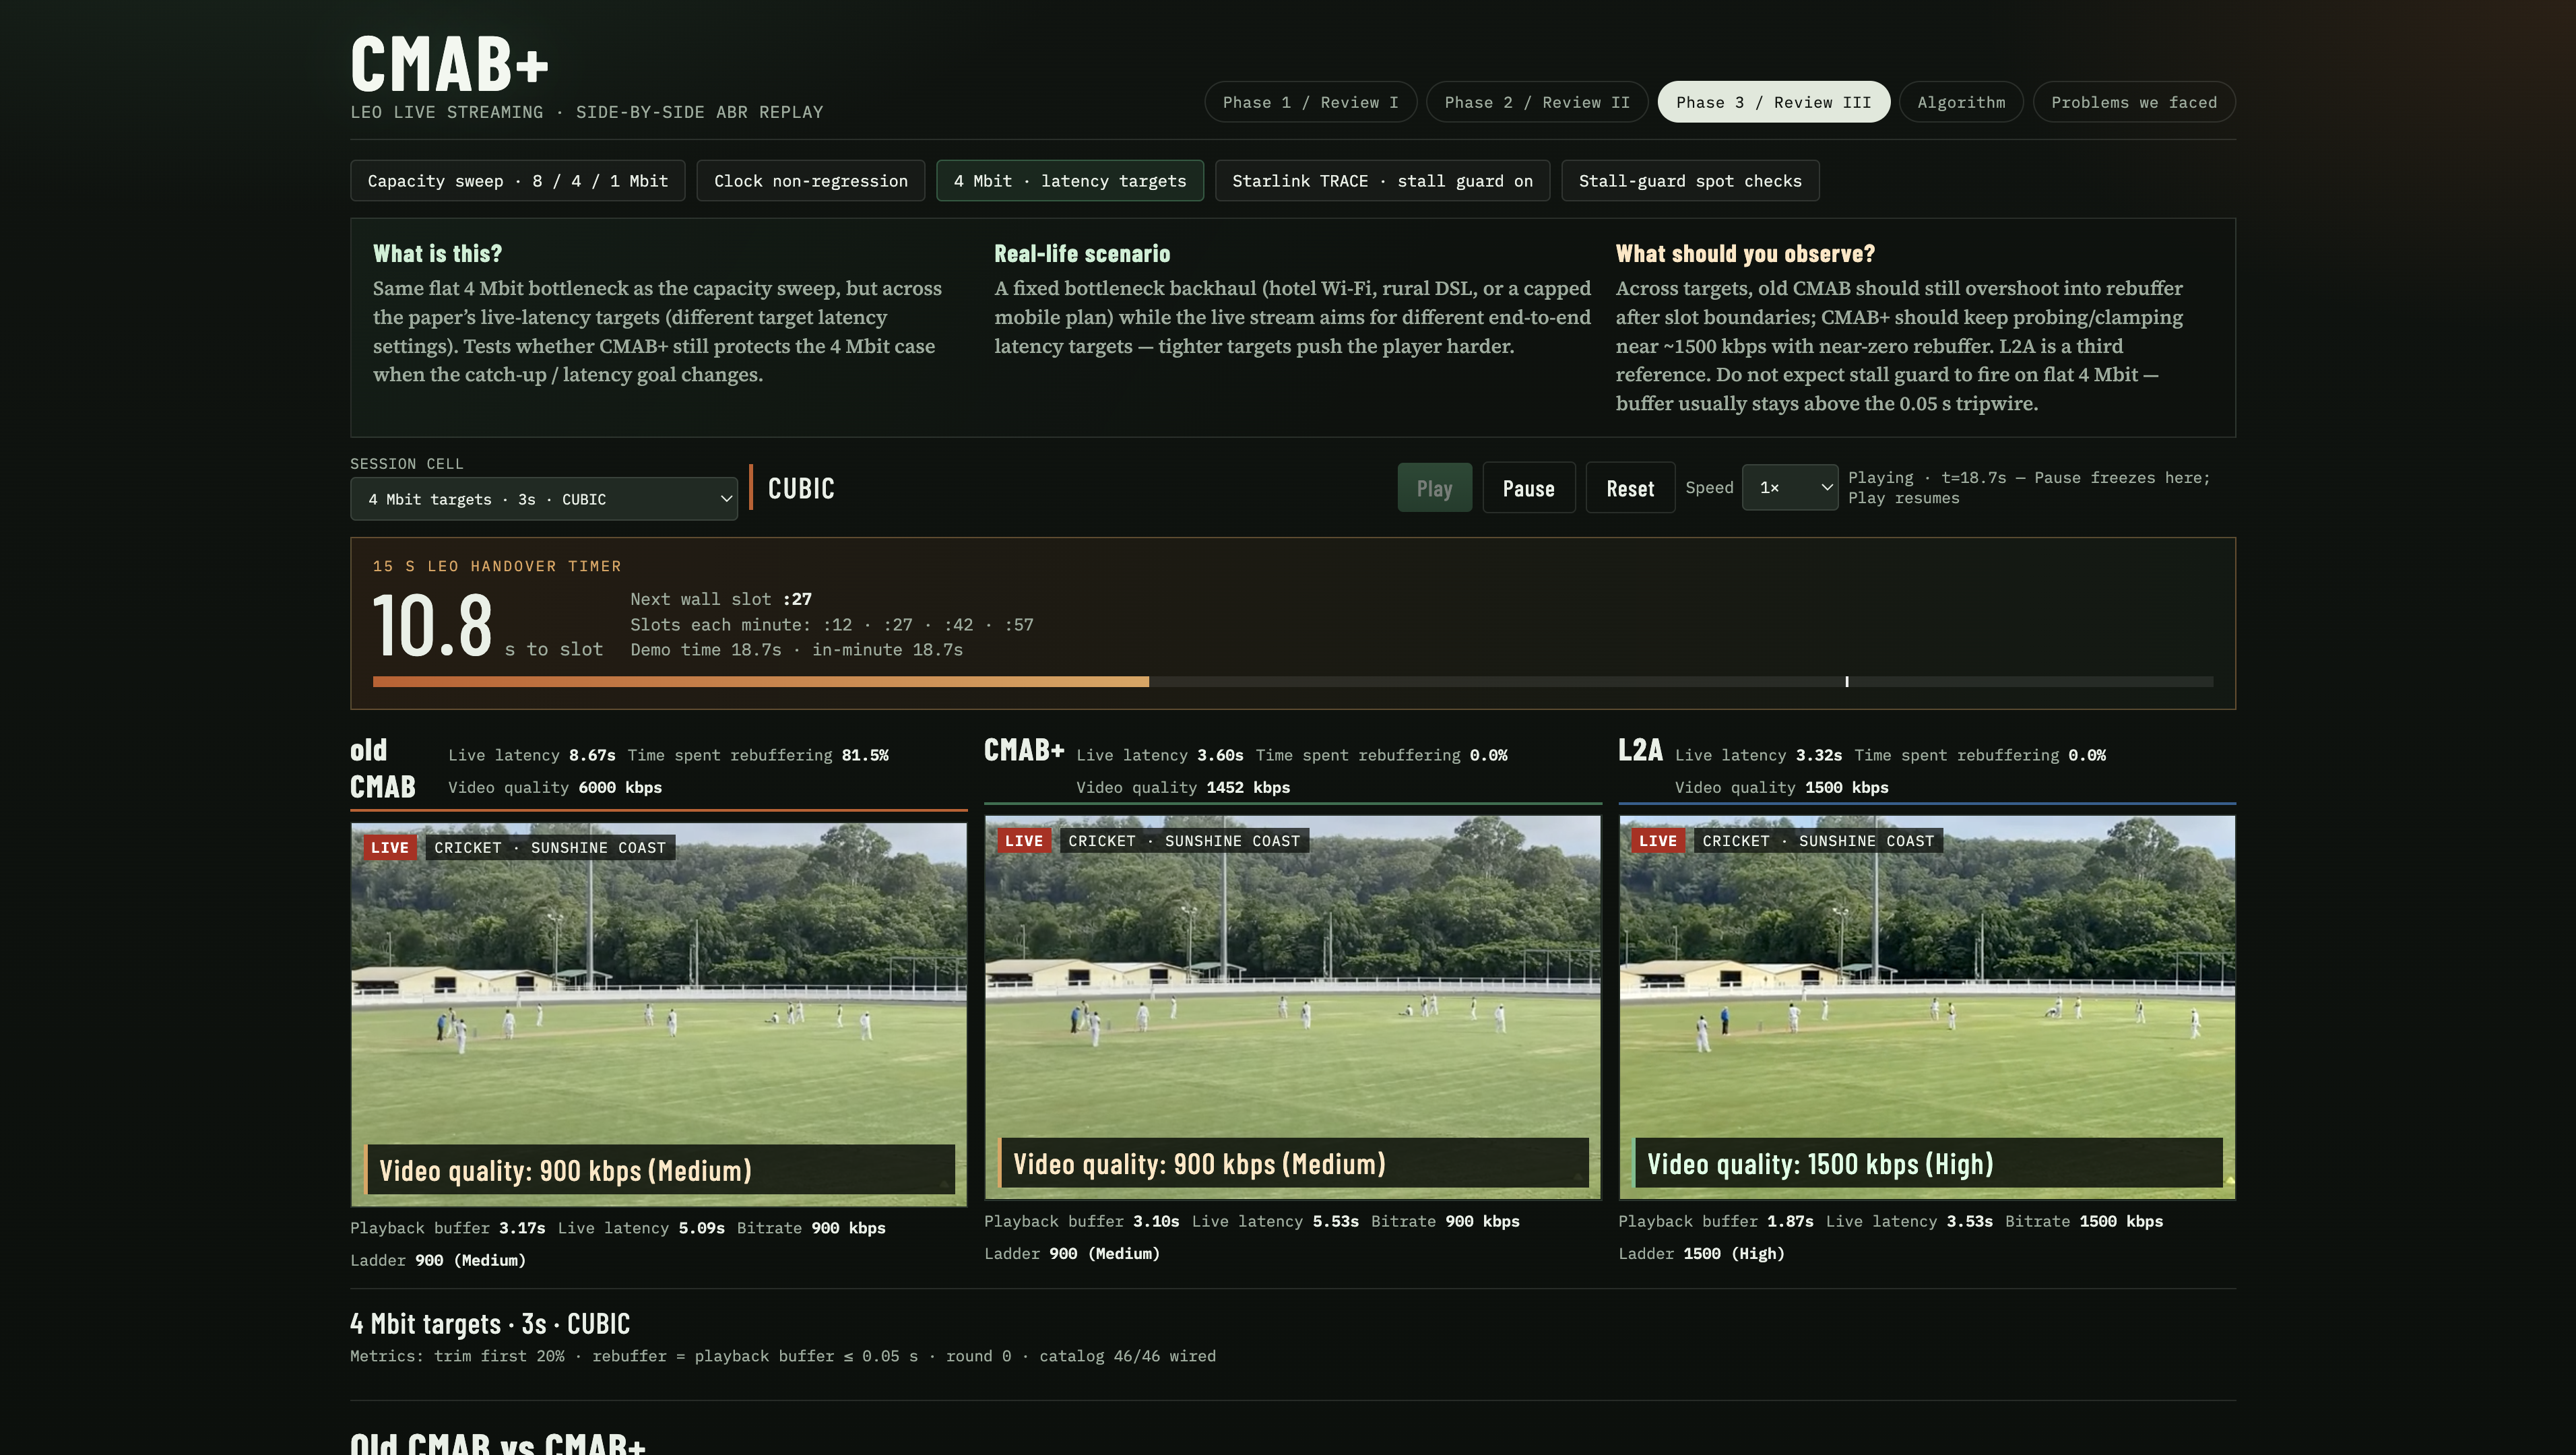 CMAB+
LEO LIVE STREAMING · SIDE-BY-SIDE ABR REPLAY
Phase 1 / Review I
Phase 2 / Review II
Phase 3 / Review III
Algorithm
Problems we faced
Capacity sweep · 8 / 4 / 1 Mbit
Clock non-regression
4 Mbit · latency targets
Starlink TRACE · stall guard on
Stall-guard spot checks
What is this?
Same flat 4 Mbit bottleneck as the capacity sweep, but across
the paper’s live-latency targets (different target latency
settings). Tests whether CMAB+ still protects the 4 Mbit case
when the catch-up / latency goal changes.
Real-life scenario
A fixed bottleneck backhaul (hotel Wi-Fi, rural DSL, or a capped
mobile plan) while the live stream aims for different end-to-end
latency targets — tighter targets push the player harder.
What should you observe?
Across targets, old CMAB should still overshoot into rebuffer
after slot boundaries; CMAB+ should keep probing/clamping
near ~1500 kbps with near-zero rebuffer. L2A is a third
reference. Do not expect stall guard to fire on flat 4 Mbit —
buffer usually stays above the 0.05 s tripwire.
SESSION CELL
4 Mbit targets · 3s · CUBIC
CUBIC
Play
Pause
Reset
Speed
1×
Playing · t=18.7s — Pause freezes here;
Play resumes
15 S LEO HANDOVER TIMER
10.8 s to slot
Next wall slot :27
Slots each minute: :12 · :27 · :42 · :57
Demo time 18.7s · in-minute 18.7s
old
CMAB
Live latency 8.67s Time spent rebuffering 81.5%
Video quality 6000 kbps
LIVE
CRICKET · SUNSHINE COAST
Video quality: 900 kbps (Medium)
Playback buffer 3.17s Live latency 5.09s Bitrate 900 kbps
Ladder 900 (Medium)
CMAB+
Live latency 3.60s Time spent rebuffering 0.0%
Video quality 1452 kbps
LIVE
CRICKET · SUNSHINE COAST
Video quality: 900 kbps (Medium)
Playback buffer 3.10s Live latency 5.53s Bitrate 900 kbps
Ladder 900 (Medium)
L2A
Live latency 3.32s Time spent rebuffering 0.0%
Video quality 1500 kbps
LIVE
CRICKET · SUNSHINE COAST
Video quality: 1500 kbps (High)
Playback buffer 1.87s Live latency 3.53s Bitrate 1500 kbps
Ladder 1500 (High)
4 Mbit targets · 3s · CUBIC
Metrics: trim first 20% · rebuffer = playback buffer ≤ 0.05 s · round 0 · catalog 46/46 wired
Old CMAB vs CMAB+